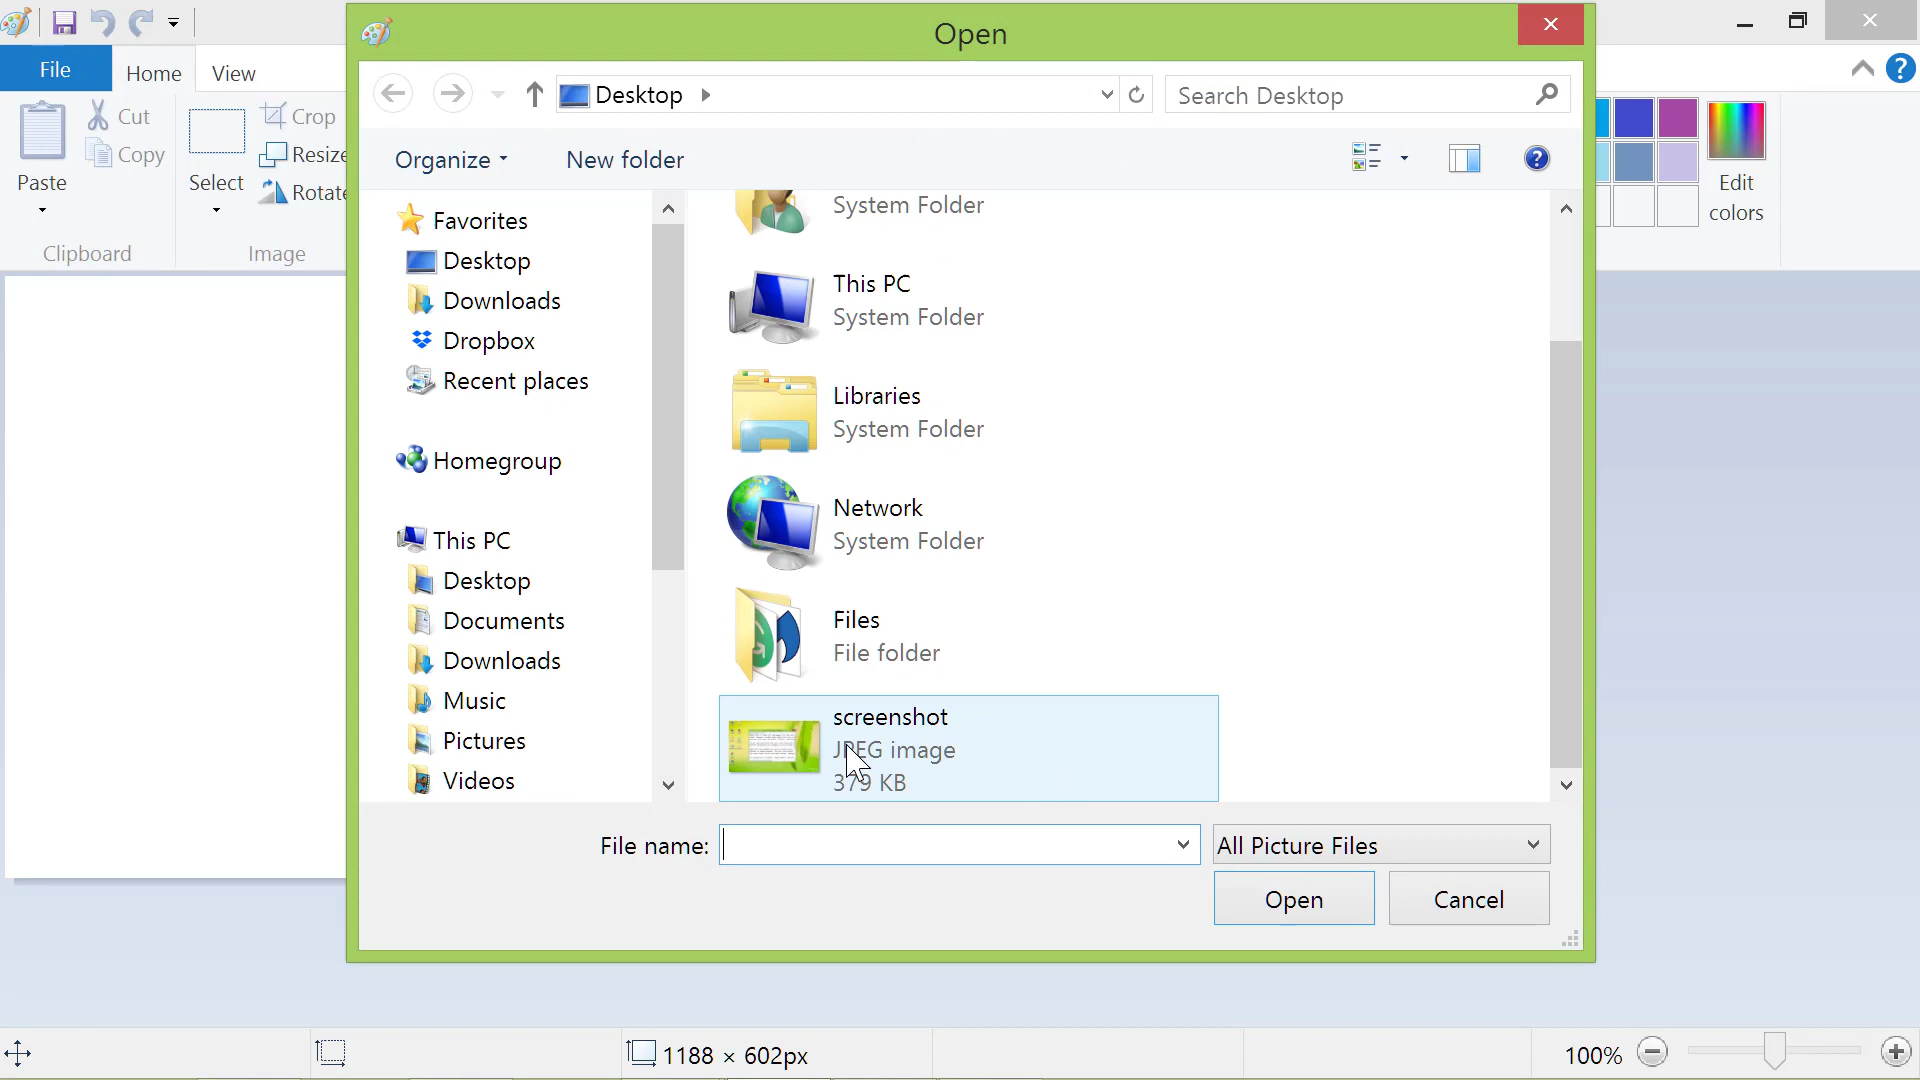 Open
File
Home
View
Desktop
Search Desktop
Paste
Cut
Copy
Clipboard
Select
Crop
Resize
Rotate
Image
Edit
colors
Organize
New folder
Favorites
Desktop
Downloads
Dropbox
Recent places
Homegroup
This PC
Desktop
Documents
Downloads
Music
Pictures
Videos
System Folder
This PC
System Folder
Libraries
System Folder
Network
System Folder
Files
File folder
screenshot
JPEG image
379 KB
File name:
All Picture Files
Open
Cancel
1188 × 602px
100%